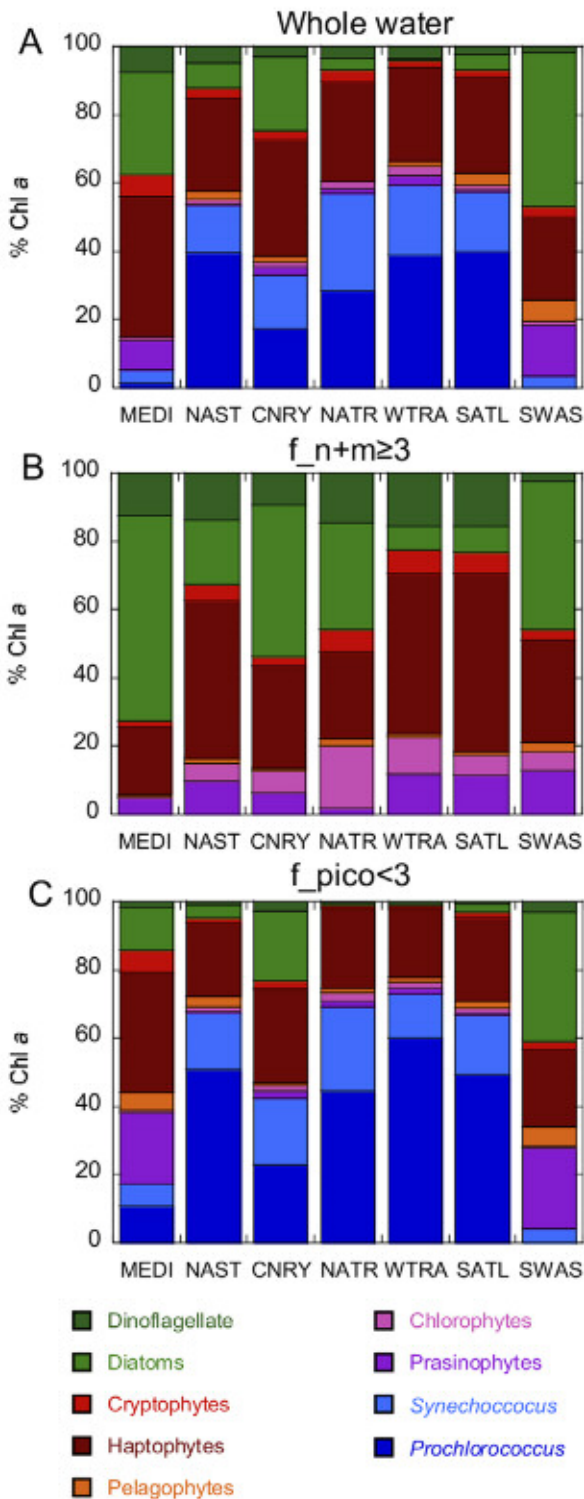 A Whole water
100
80
60
40
20
0
% Chl a
MEDI NAST CNRY NATR WTRA SATL SWAS
B f_n+m≥3
100
80
60
40
20
0
% Chl a
MEDI NAST CNRY NATR WTRA SATL SWAS
C f_pico<3
100
80
60
40
20
0
% Chl a
MEDI NAST CNRY NATR WTRA SATL SWAS
Dinoflagellate Chlorophytes
Diatoms Prasinophytes
Cryptophytes Synechoccocus
Haptophytes Prochlorococcus
Pelagophytes